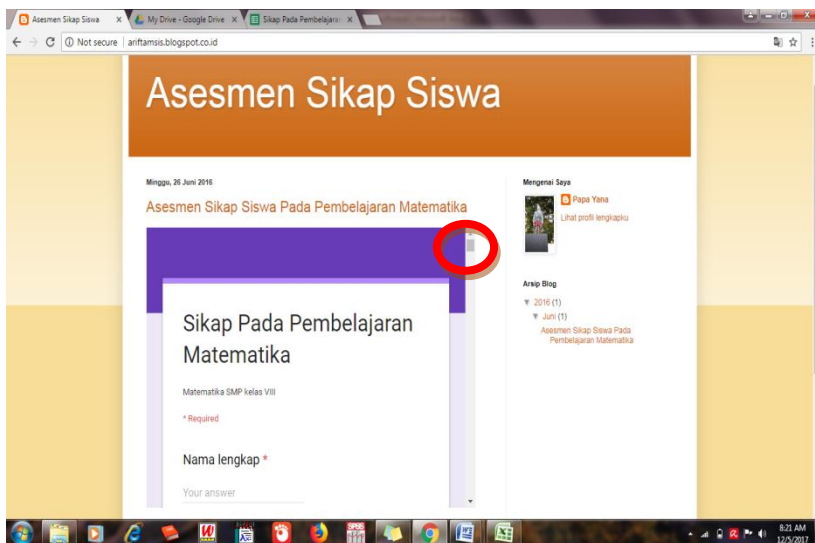 Asesmen Sikap Siswa
My Drive - Google Drive
Sikap Pada Pembelajaran
Not secure
ariftamsis.blogspot.co.id
Asesmen Sikap Siswa
Minggu, 26 Juni 2016
Asesmen Sikap Siswa Pada Pembelajaran Matematika
Sikap Pada Pembelajaran
Matematika
Matematika SMP kelas VIII
* Required
Nama lengkap *
Your answer
Mengenai Saya
Papa Yana
Lihat profil lengkapku
Arsip Blog
▼ 2016 (1)
▼ Juni (1)
Asesmen Sikap Siswa Pada
Pembelajaran Matematika
SPSS
8:21 AM
12/5/2017